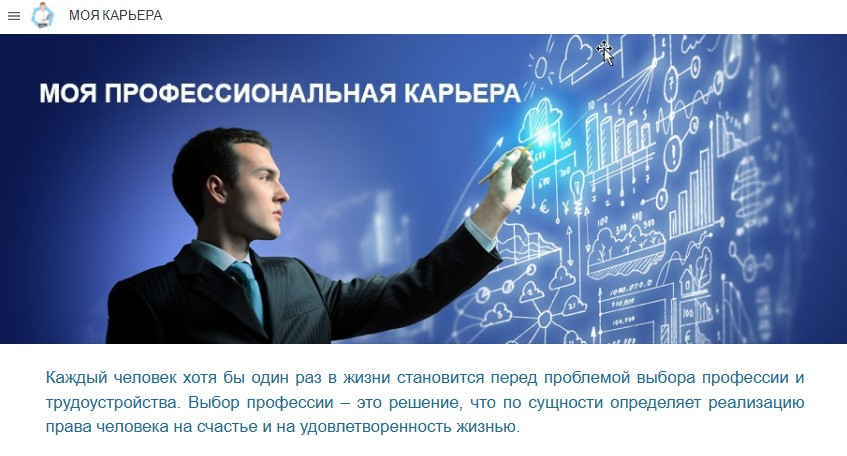 МОЯ КАРЬЕРА
МОЯ ПРОФЕССИОНАЛЬНАЯ КАРЬЕРА
Каждый человек хотя бы один раз в жизни становится перед проблемой выбора профессии и
трудоустройства. Выбор профессии – это решение, что по сущности определяет реализацию
права человека на счастье и на удовлетворенность жизнью.